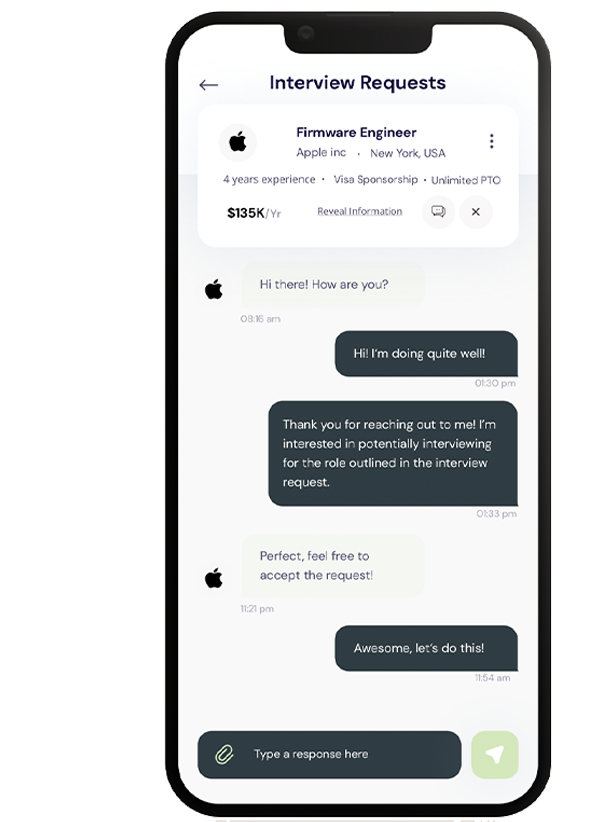 Interview Requests
Firmware Engineer
Apple inc · New York, USA
4 years experience · Visa Sponsorship · Unlimited PTO
$135K/Yr Reveal Information
Hi there! How are you?
08:16 am
Hi! I'm doing quite well!
01:30 pm
Thank you for reaching out to me! I'm
interested in potentially interviewing
for the role outlined in the interview
request.
01:33 pm
Perfect, feel free to
accept the request!
11:21 pm
Awesome, let's do this!
11:54 am
Type a response here